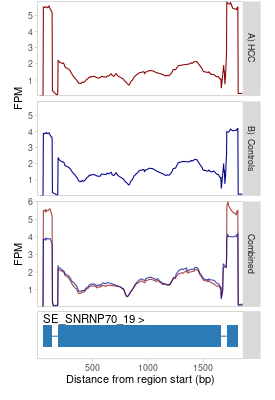 5
4
3
2
1
FPM
A) HCC
5
4
3
2
1
B) Controls
6
5
4
3
2
1
FPM
Combined
SE_SNRNP70_19 >
500
1000
1500
Distance from region start (bp)